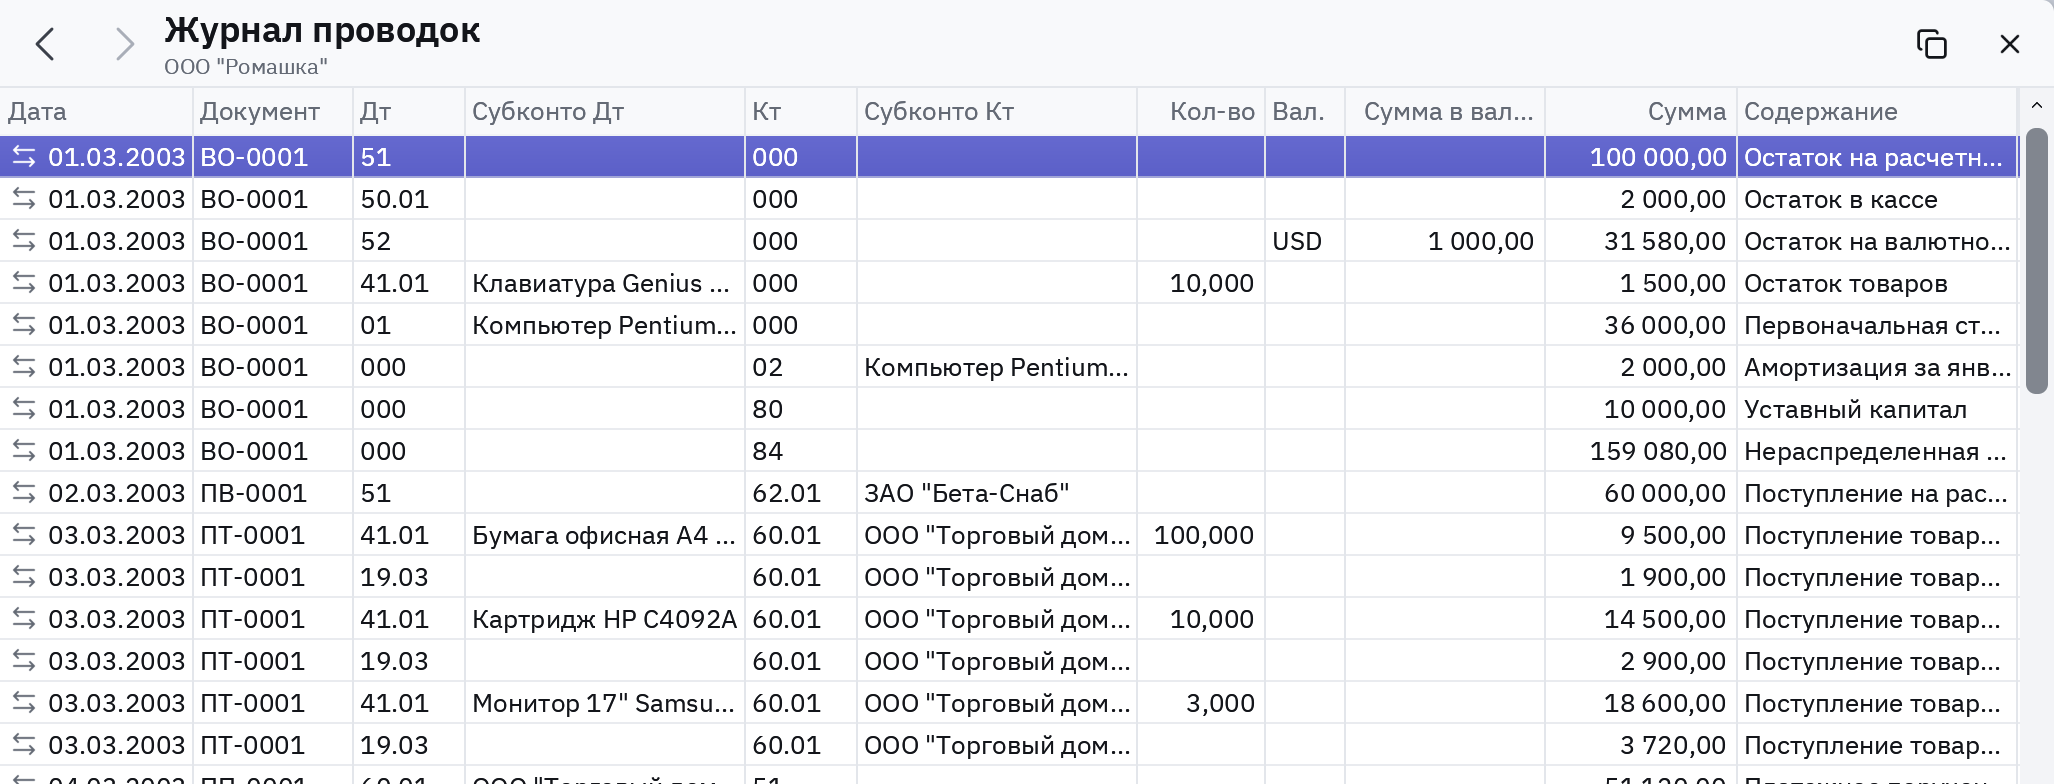 Журнал проводок
ООО "Ромашка"
Дата Документ Дт Субконто Дт Кт Субконто Кт Кол-во Вал. Сумма в вал... Сумма Содержание
01.03.2003 ВО-0001 51 000 100 000,00 Остаток на расчетн...
01.03.2003 ВО-0001 50.01 000 2 000,00 Остаток в кассе
01.03.2003 ВО-0001 52 000 USD 1 000,00 31 580,00 Остаток на валютно...
01.03.2003 ВО-0001 41.01 Клавиатура Genius ... 000 10,000 1 500,00 Остаток товаров
01.03.2003 ВО-0001 01 Компьютер Pentium... 000 36 000,00 Первоначальная ст...
01.03.2003 ВО-0001 000 02 Компьютер Pentium... 2 000,00 Амортизация за янв...
01.03.2003 ВО-0001 000 80 10 000,00 Уставный капитал
01.03.2003 ВО-0001 000 84 159 080,00 Нераспределенная ...
02.03.2003 ПВ-0001 51 62.01 ЗАО "Бета-Снаб" 60 000,00 Поступление на рас...
03.03.2003 ПТ-0001 41.01 Бумага офисная А4 ... 60.01 ООО "Торговый дом... 100,000 9 500,00 Поступление товар...
03.03.2003 ПТ-0001 19.03 60.01 ООО "Торговый дом... 1 900,00 Поступление товар...
03.03.2003 ПТ-0001 41.01 Картридж HP C4092A 60.01 ООО "Торговый дом... 10,000 14 500,00 Поступление товар...
03.03.2003 ПТ-0001 19.03 60.01 ООО "Торговый дом... 2 900,00 Поступление товар...
03.03.2003 ПТ-0001 41.01 Монитор 17" Samsu... 60.01 ООО "Торговый дом... 3,000 18 600,00 Поступление товар...
03.03.2003 ПТ-0001 19.03 60.01 ООО "Торговый дом... 3 720,00 Поступление товар...